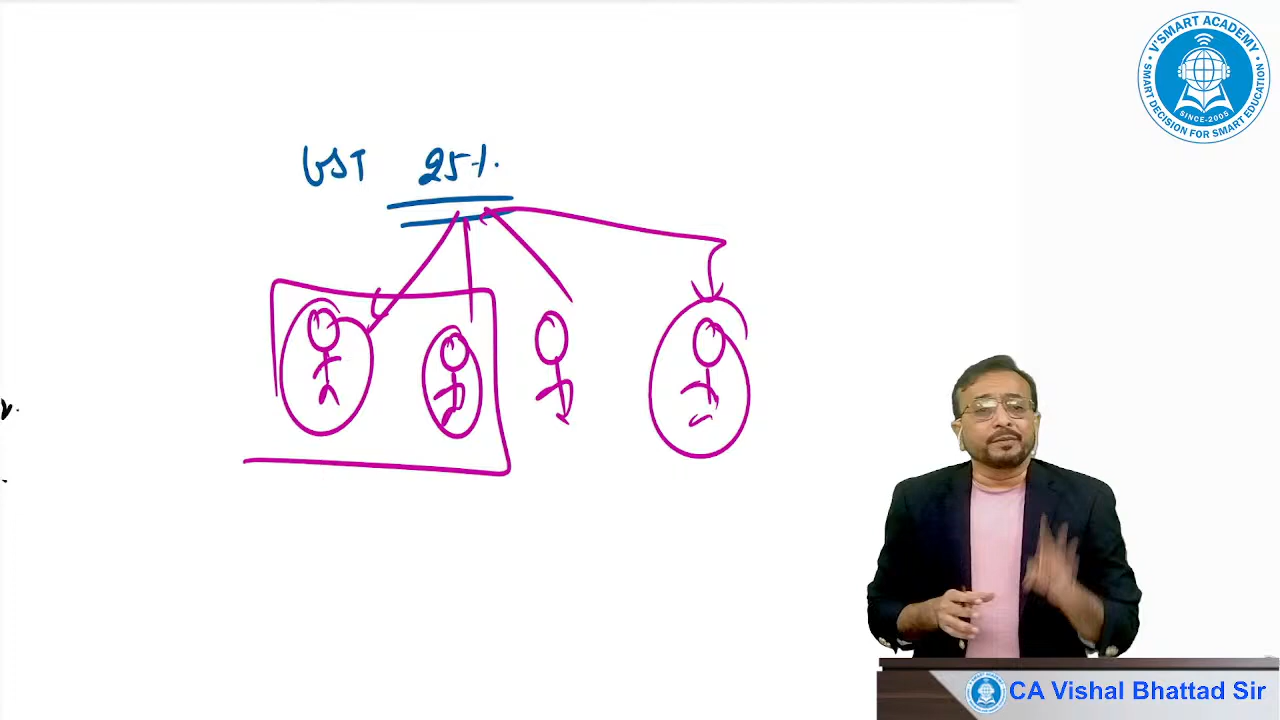 V'SMART ACADEMY
SMART DECISION FOR SMART EDUCATION
SINCE-2005
GST 25%.
CA Vishal Bhattad Sir